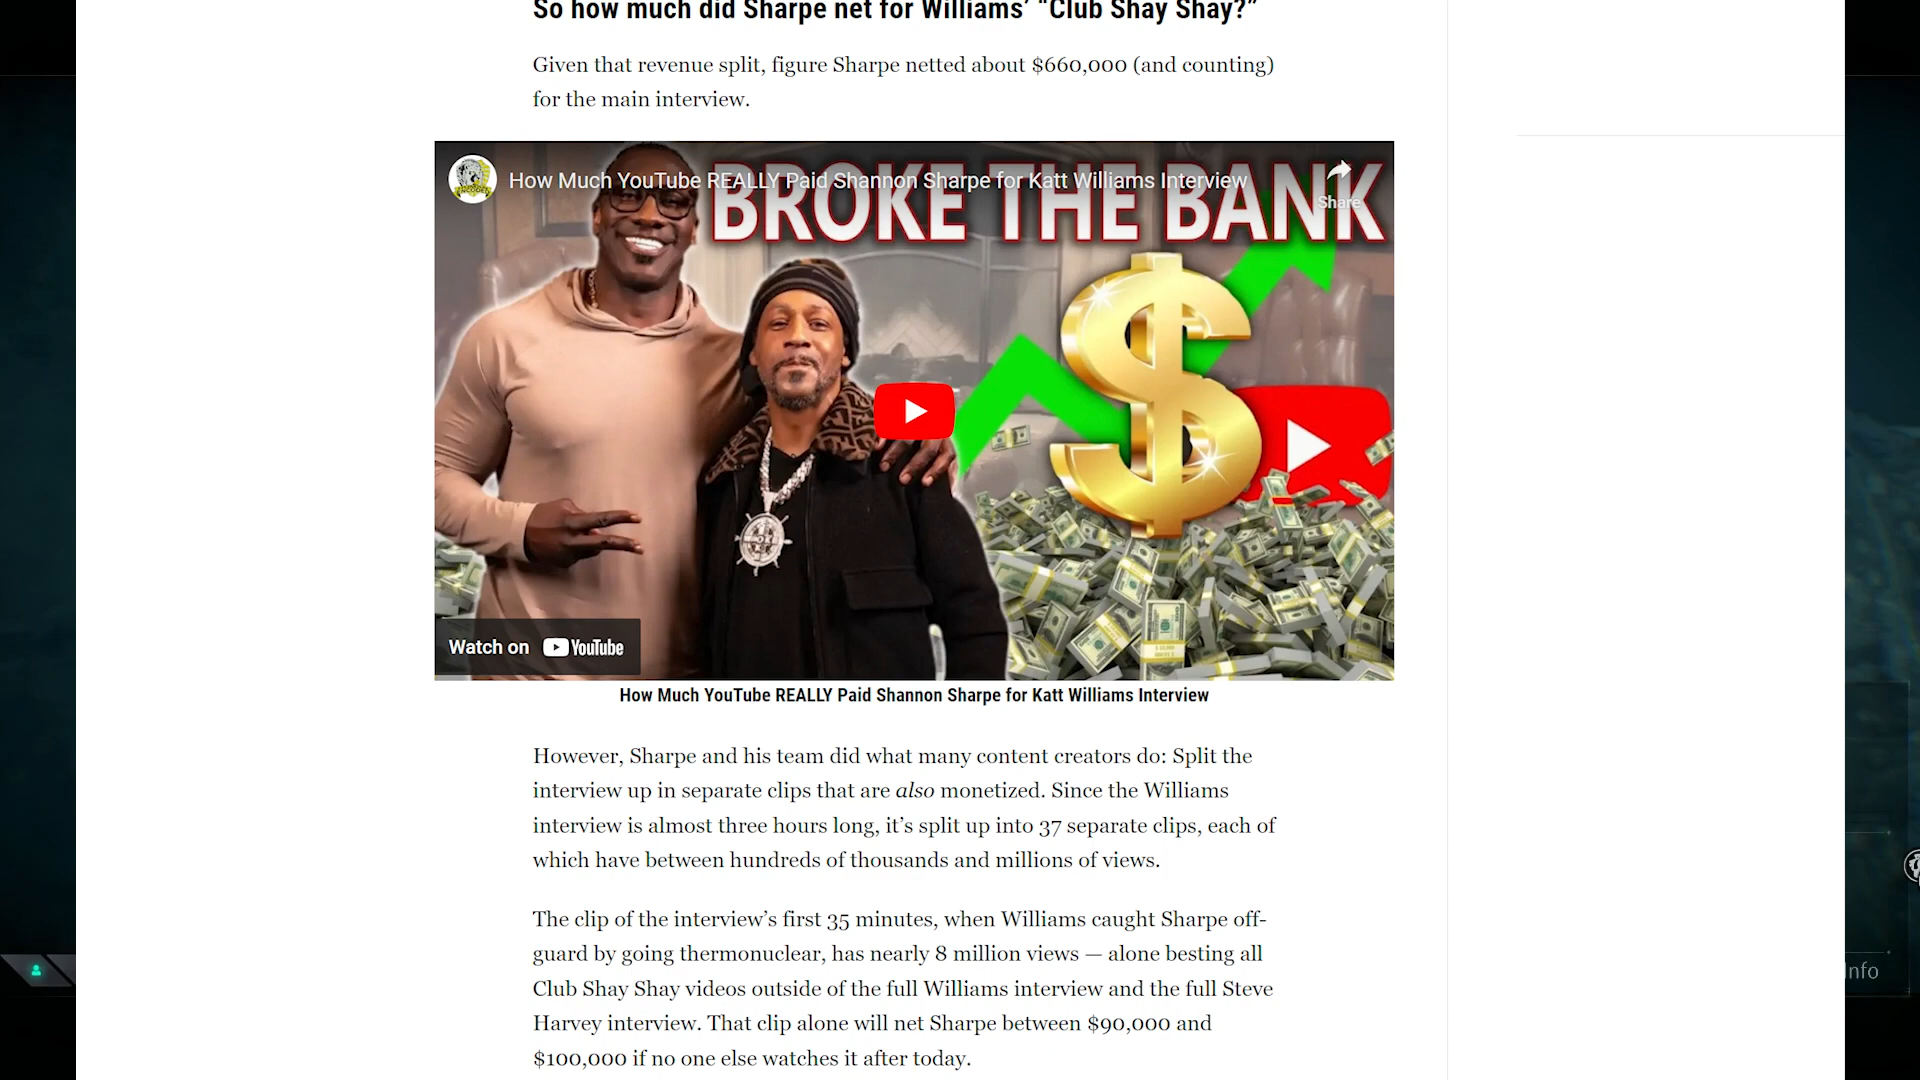 So how much did Sharpe net for Williams’ “Club Shay Shay?”
Given that revenue split, figure Sharpe netted about $660,000 (and counting)
for the main interview.
How Much YouTube REALLY Paid Shannon Sharpe for Katt Williams Interview
Share
BROKE THE BANK
Watch on YouTube
How Much YouTube REALLY Paid Shannon Sharpe for Katt Williams Interview
However, Sharpe and his team did what many content creators do: Split the
interview up in separate clips that are also monetized. Since the Williams
interview is almost three hours long, it’s split up into 37 separate clips, each of
which have between hundreds of thousands and millions of views.
The clip of the interview’s first 35 minutes, when Williams caught Sharpe off-
guard by going thermonuclear, has nearly 8 million views — alone besting all
Club Shay Shay videos outside of the full Williams interview and the full Steve
Harvey interview. That clip alone will net Sharpe between $90,000 and
$100,000 if no one else watches it after today.
Info